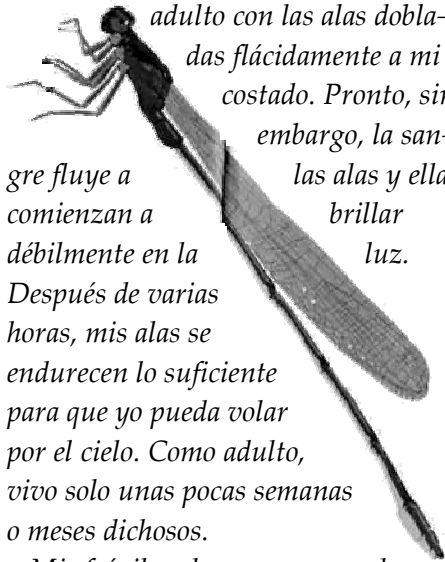 adulto con las alas dobla-
das flácidamente a mi
costado. Pronto, sin
embargo, la san-
gre fluye a las alas y ella
comienzan a brillar
débilmente en la luz.
Después de varias
horas, mis alas se
endurecen lo suficiente
para que yo pueda volar
por el cielo. Como adulto,
vivo solo unas pocas semanas
o meses dichosos.